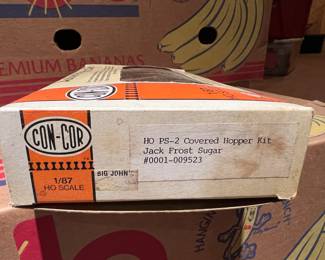 PREMIUM BANANAS
CON-COR
1/87
HO SCALE
"BIG JOHN"
HO PS-2 Covered Hopper Kit
Jack Frost Sugar
#0001-009523